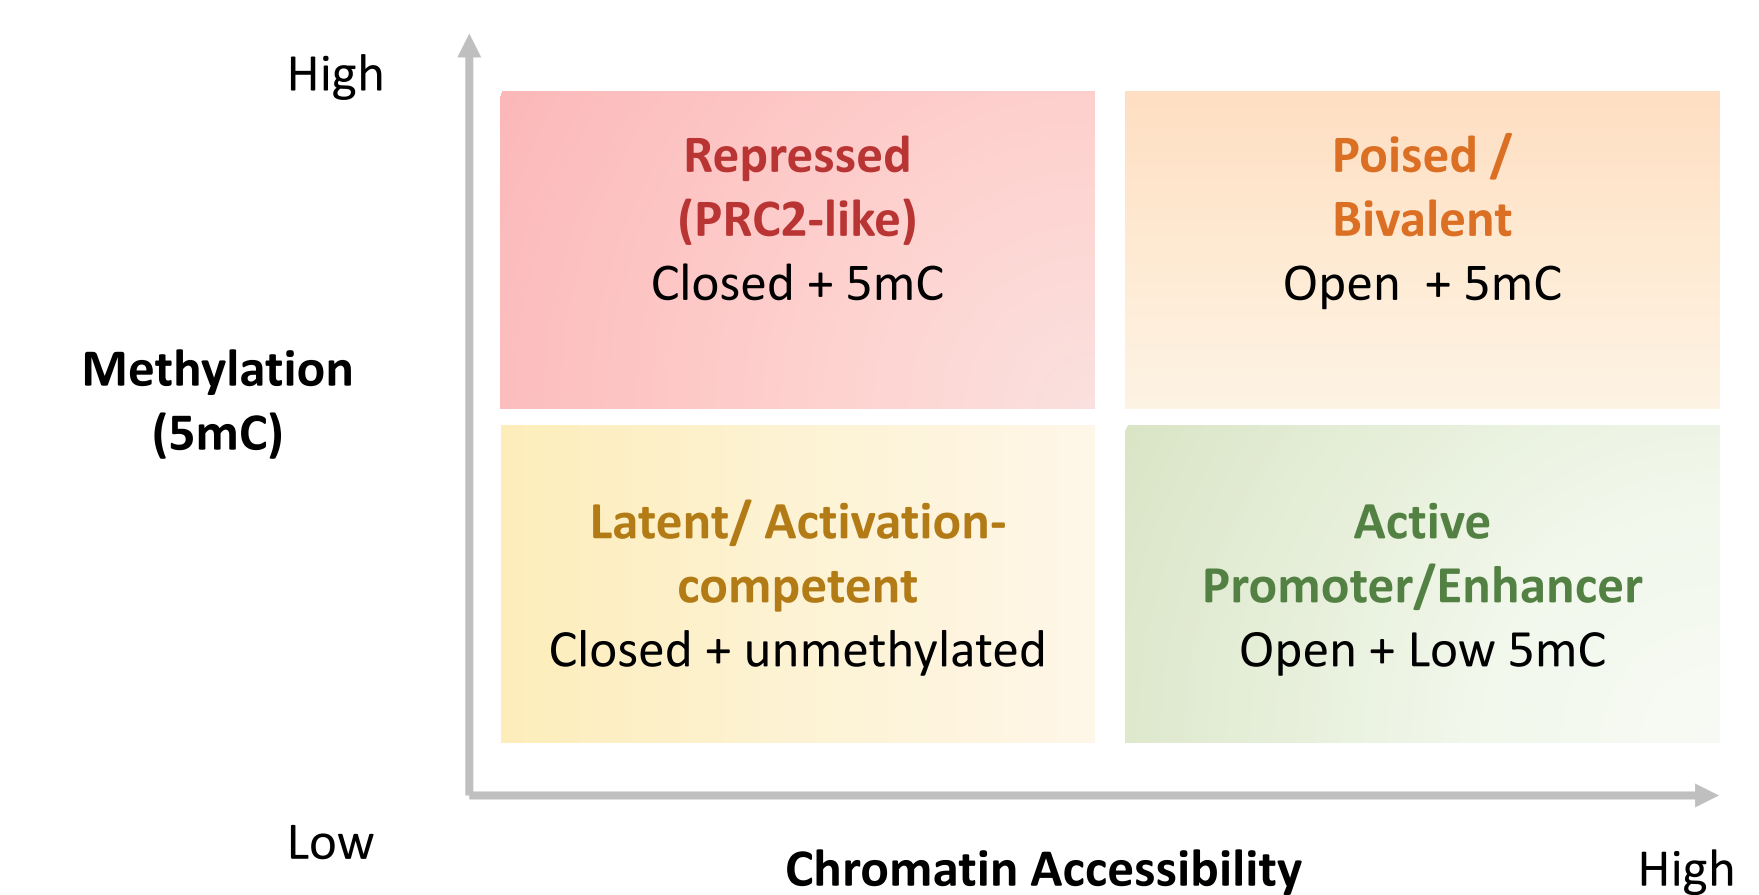 High
Repressed
(PRC2-like)
Closed + 5mC
Poised /
Bivalent
Open + 5mC
Methylation
(5mC)
Latent/ Activation-
competent
Closed + unmethylated
Active
Promoter/Enhancer
Open + Low 5mC
Low
Chromatin Accessibility
High